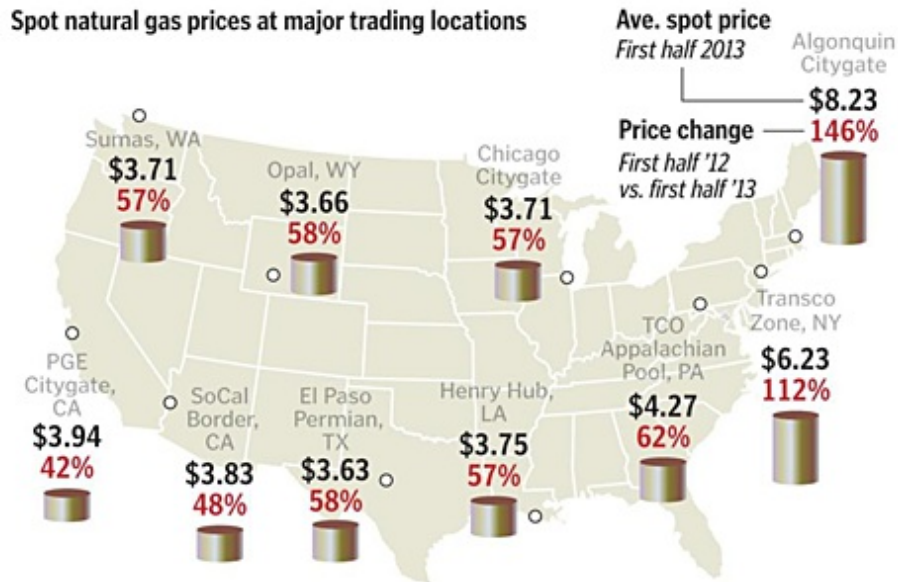 Spot natural gas prices at major trading locations
Ave. spot price
First half 2013
Price change
First half '12
vs. first half '13
Algonquin
Citygate
$8.23
146%
Sumas, WA
$3.71
57%
Opal, WY
$3.66
58%
Chicago
Citygate
$3.71
57%
Transco
Zone, NY
$6.23
112%
TCO
Appalachian
Pool, PA
$4.27
62%
PGE
Citygate,
CA
$3.94
42%
SoCal
Border,
CA
$3.83
48%
El Paso
Permian,
TX
$3.63
58%
Henry Hub,
LA
$3.75
57%